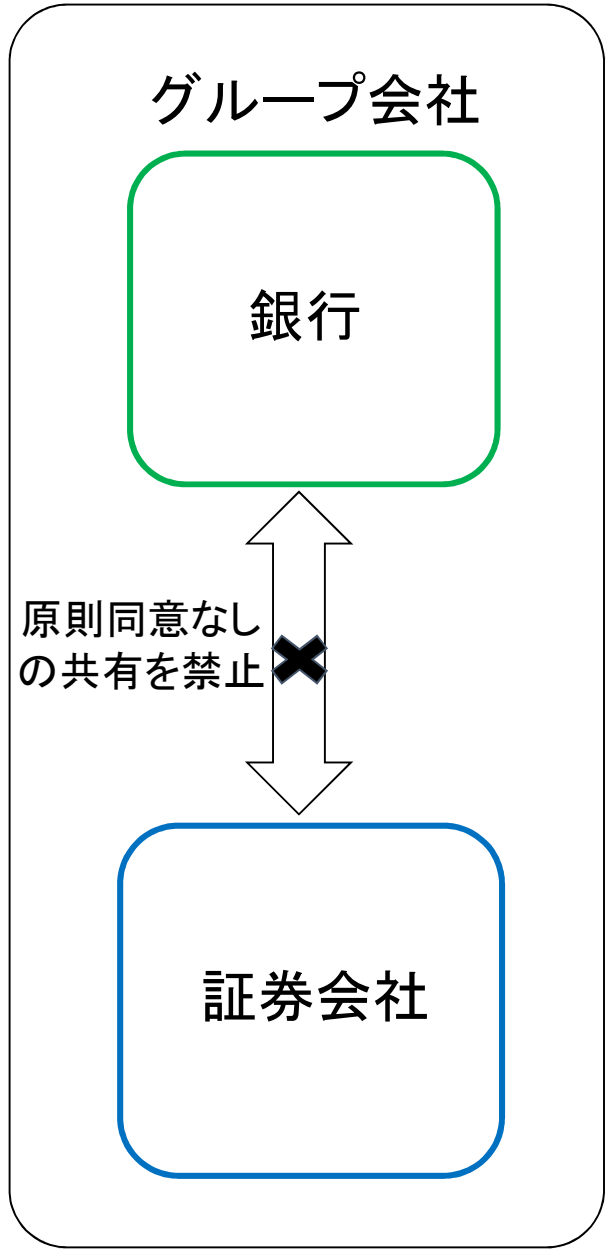 グループ会社
銀行
原則同意なし
の共有を禁止
証券会社